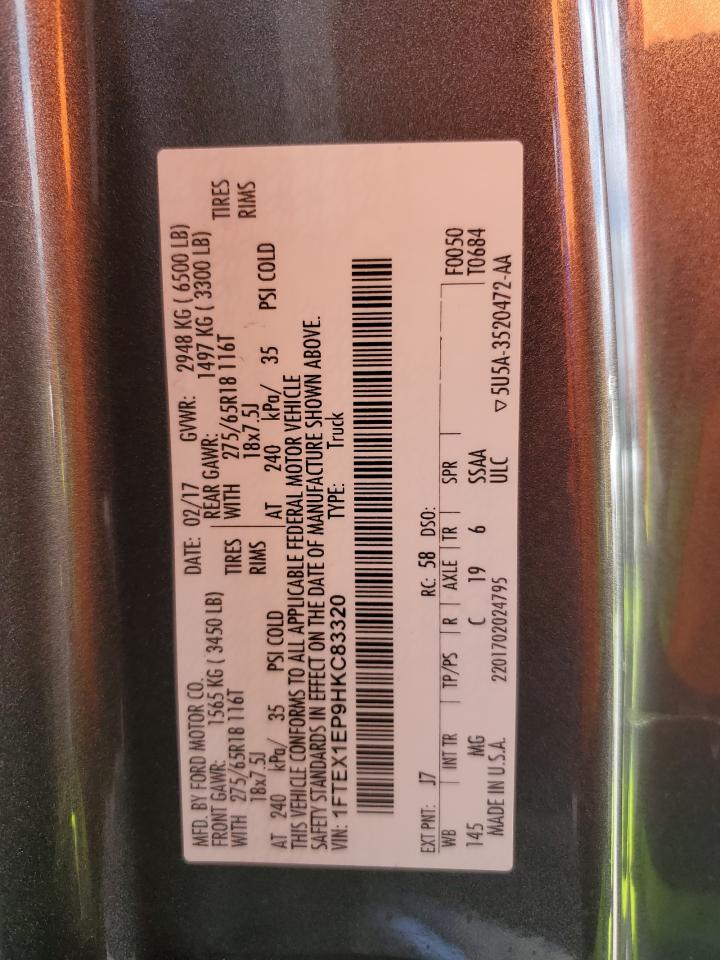 MFD. BY FORD MOTOR CO. DATE: 02/17 GVWR: 2948 KG ( 6500 LB)
FRONT GAWR: 1565 KG ( 3450 LB) REAR GAWR: 1497 KG ( 3300 LB)
WITH 275/65R18 116T TIRES WITH 275/65R18 116T TIRES
18x7.5J RIMS 18x7.5J RIMS
AT 240 kPa/ 35 PSI COLD AT 240 kPa/ 35 PSI COLD
THIS VEHICLE CONFORMS TO ALL APPLICABLE FEDERAL MOTOR VEHICLE
SAFETY STANDARDS IN EFFECT ON THE DATE OF MANUFACTURE SHOWN ABOVE.
VIN: 1FTEX1EP9HKC83320 TYPE: Truck
EXT PNT: J7 RC: 58 DSO:
WB INT TR TP/PS R AXLE TR SPR F0050
145 MG C 19 6 SSAA T0684
MADE IN U.S.A. 2201702024795 ULC ▽ 5U5A-3520472-AA